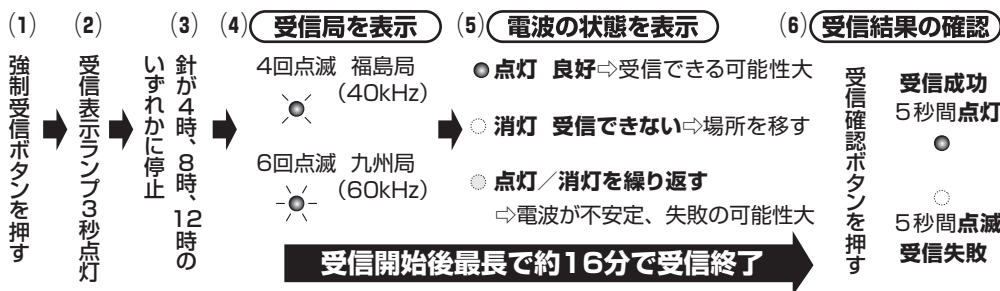 (1)
強制受信ボタンを押す
(2)
受信表示ランプ3秒点灯
(3)
針が4時、8時、12時の
いずれかに停止
(4) 受信局を表示
4回点滅 福島局
(40kHz)
6回点滅 九州局
(60kHz)
(5) 電波の状態を表示
点灯 良好⇨受信できる可能性大
消灯 受信できない⇨場所を移す
点灯/消灯を繰り返す
⇨電波が不安定、失敗の可能性大
(6) 受信結果の確認
受信確認ボタンを押す
受信成功
5秒間点灯
5秒間点滅
受信失敗
受信開始後最長で約16分で受信終了